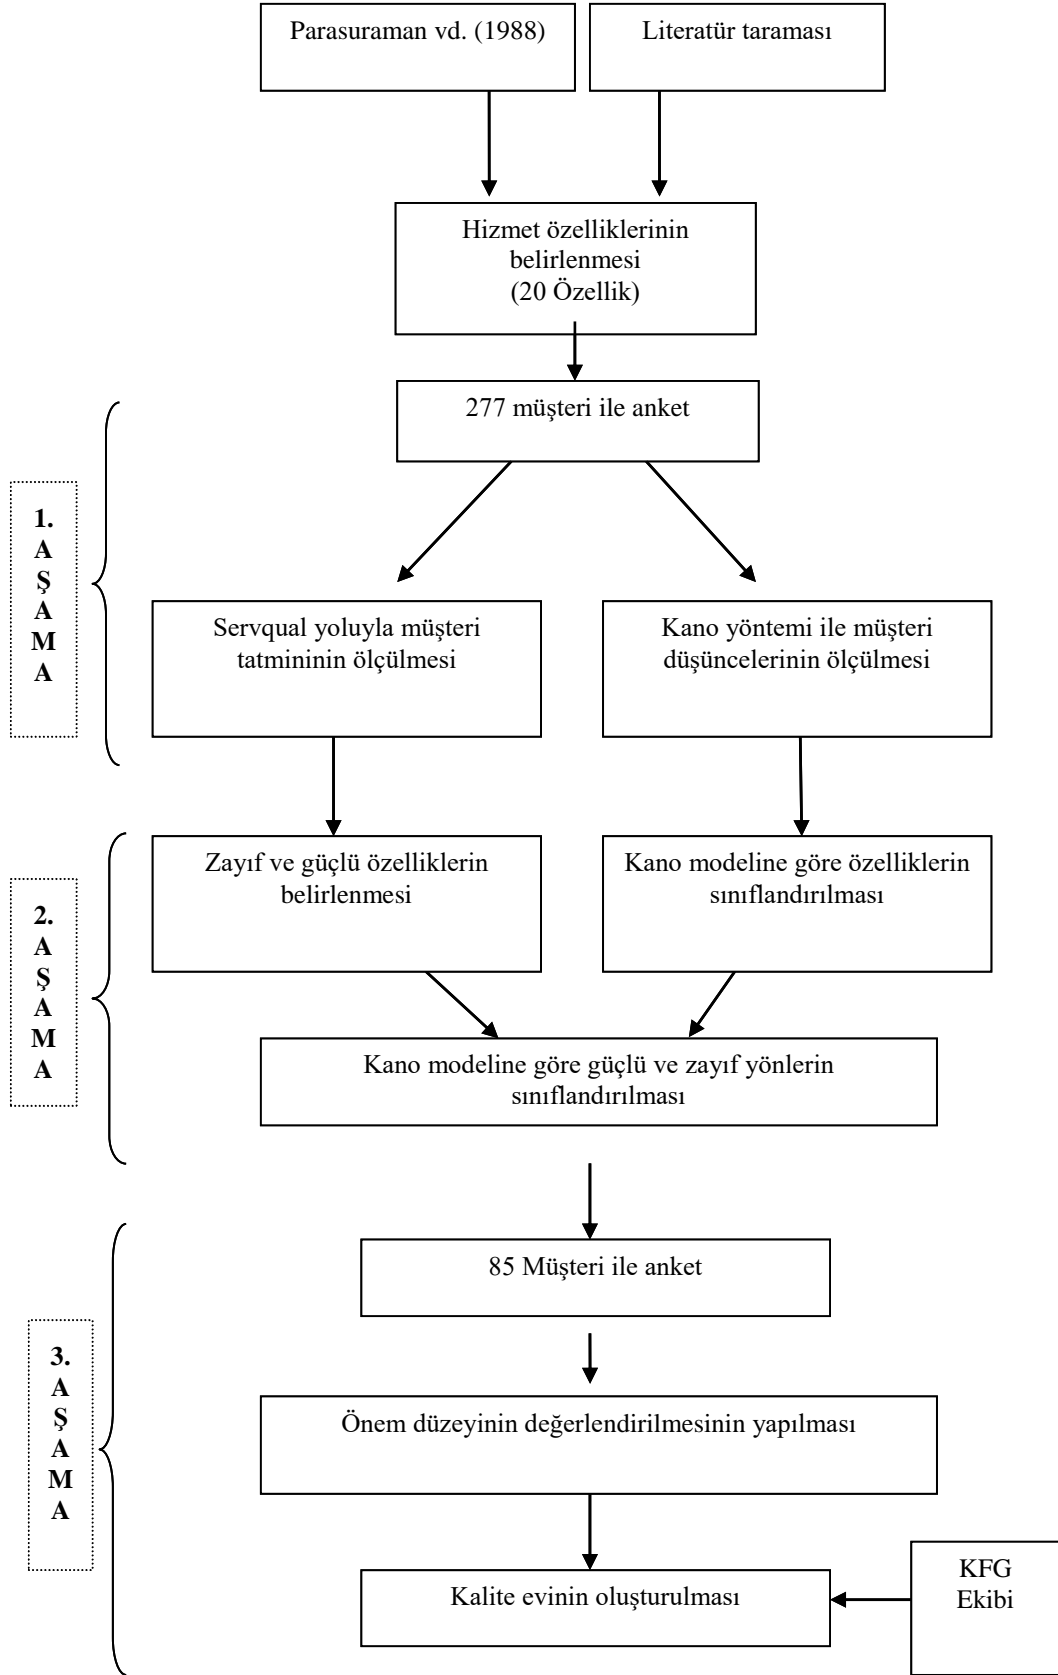 Parasuraman vd. (1988)
Literatür taraması
Hizmet özelliklerinin
belirlenmesi
(20 Özellik)
277 müşteri ile anket
1.
A
Ş
A
M
A
Servqual yoluyla müşteri
tatmininin ölçülmesi
Kano yöntemi ile müşteri
düşüncelerinin ölçülmesi
2.
A
Ş
A
M
A
Zayıf ve güçlü özelliklerin
belirlenmesi
Kano modeline göre özelliklerin
sınıflandırılması
Kano modeline göre güçlü ve zayıf yönlerin
sınıflandırılması
3.
A
Ş
A
M
A
85 Müşteri ile anket
Önem düzeyinin değerlendirilmesinin yapılması
Kalite evinin oluşturulması
KFG
Ekibi